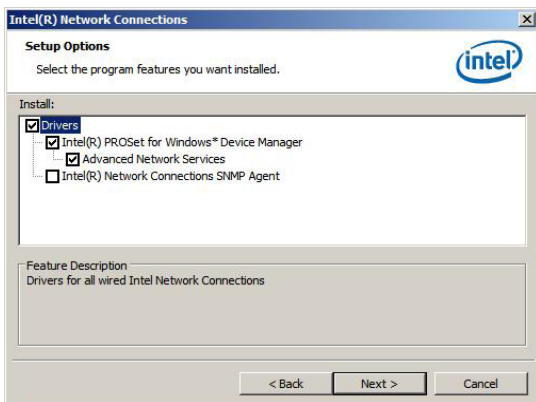 Intel(R) Network Connections
Setup Options
Select the program features you want installed.
intel
Install:
Drivers
Intel(R) PROSet for Windows* Device Manager
Advanced Network Services
Intel(R) Network Connections SNMP Agent
Feature Description
Drivers for all wired Intel Network Connections
< Back
Next >
Cancel